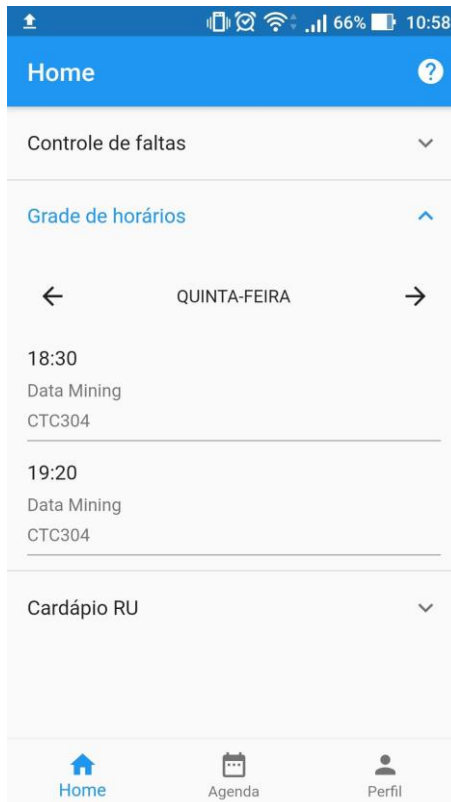 66% 10:58
Home
Controle de faltas
Grade de horários
QUINTA-FEIRA
18:30
Data Mining
CTC304
19:20
Data Mining
CTC304
Cardápio RU
Home Agenda Perfil